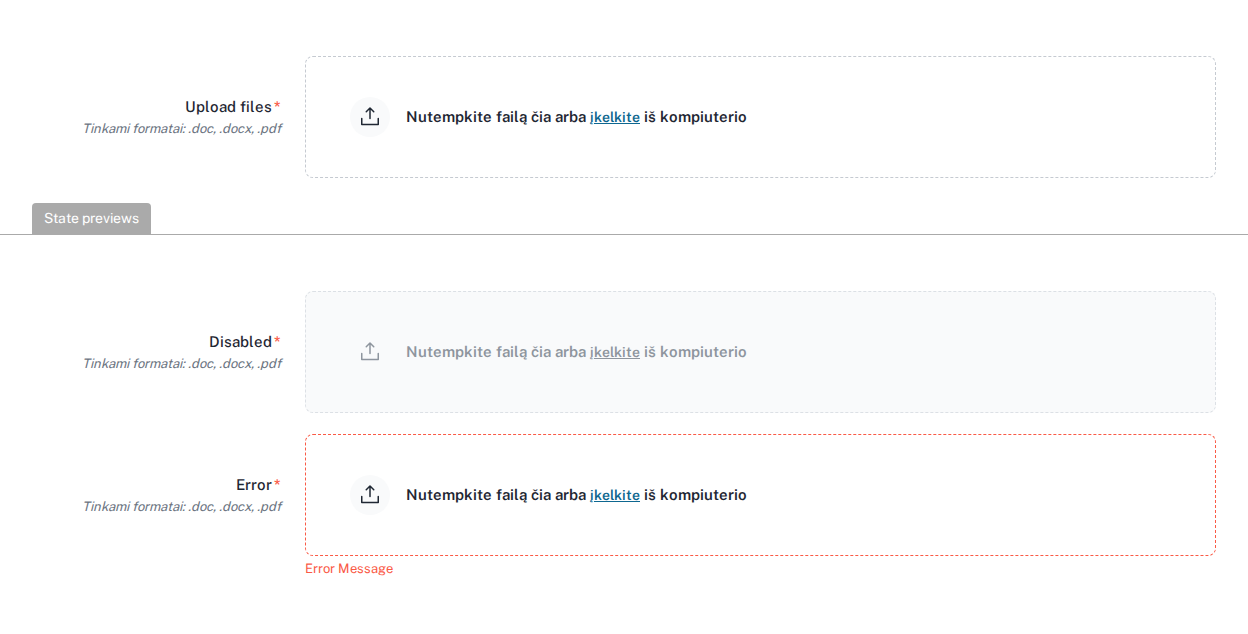 Upload files*
Tinkami formatai: .doc, .docx, .pdf
Nutempkite failą čia arba įkelkite iš kompiuterio
State previews
Disabled*
Tinkami formatai: .doc, .docx, .pdf
Nutempkite failą čia arba įkelkite iš kompiuterio
Error*
Tinkami formatai: .doc, .docx, .pdf
Nutempkite failą čia arba įkelkite iš kompiuterio
Error Message